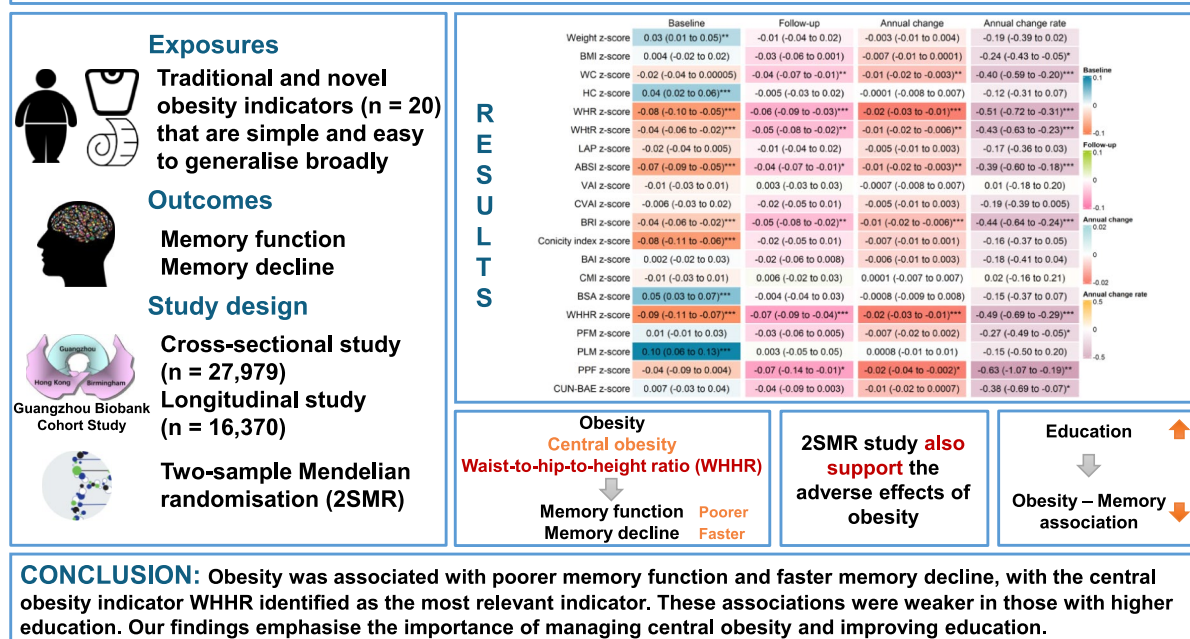 Exposures
Traditional and novel
obesity indicators (n = 20)
that are simple and easy
to generalise broadly
Outcomes
Memory function
Memory decline
Study design
Guangzhou
Hong Kong
Birmingham
Guangzhou Biobank
Cohort Study
Cross-sectional study
(n = 27,979)
Longitudinal study
(n = 16,370)
Two-sample Mendelian
randomisation (2SMR)
RESULTS
Baseline Follow-up Annual change Annual change rate
Weight z-score 0.03 (0.01 to 0.05)** -0.01 (-0.04 to 0.02) -0.003 (-0.01 to 0.004) -0.19 (-0.39 to 0.02)
BMI z-score 0.004 (-0.02 to 0.02) -0.03 (-0.06 to 0.001) -0.007 (-0.01 to 0.0001) -0.24 (-0.43 to -0.05)*
WC z-score -0.02 (-0.04 to 0.00005) -0.04 (-0.07 to -0.01)** -0.01 (-0.02 to -0.003)** -0.40 (-0.59 to -0.20)***
HC z-score 0.04 (0.02 to 0.06)*** -0.005 (-0.03 to 0.02) -0.0001 (-0.008 to 0.007) -0.12 (-0.31 to 0.07)
WHR z-score -0.08 (-0.10 to -0.05)*** -0.06 (-0.09 to -0.03)*** -0.02 (-0.03 to -0.01)*** -0.51 (-0.72 to -0.31)***
WHtR z-score -0.04 (-0.06 to -0.02)*** -0.05 (-0.08 to -0.02)** -0.01 (-0.02 to -0.006)** -0.43 (-0.63 to -0.23)***
LAP z-score -0.02 (-0.04 to 0.005) -0.01 (-0.04 to 0.02) -0.005 (-0.01 to 0.003) -0.17 (-0.36 to 0.03)
ABSI z-score -0.07 (-0.09 to -0.05)*** -0.04 (-0.07 to -0.01)* -0.01 (-0.02 to -0.003)** -0.39 (-0.60 to -0.18)***
VAI z-score -0.01 (-0.03 to 0.01) 0.003 (-0.03 to 0.03) -0.0007 (-0.008 to 0.007) 0.01 (-0.18 to 0.20)
CVAI z-score -0.006 (-0.03 to 0.02) -0.02 (-0.05 to 0.01) -0.005 (-0.01 to 0.003) -0.19 (-0.39 to 0.005)
BRI z-score -0.04 (-0.06 to -0.02)*** -0.05 (-0.08 to -0.02)** -0.01 (-0.02 to -0.006)*** -0.44 (-0.64 to -0.24)***
Conicity index z-score -0.08 (-0.11 to -0.06)*** -0.02 (-0.05 to 0.01) -0.007 (-0.01 to 0.001) -0.16 (-0.37 to 0.05)
BAI z-score 0.002 (-0.02 to 0.03) -0.02 (-0.06 to 0.008) -0.006 (-0.01 to 0.003) -0.18 (-0.41 to 0.04)
CMI z-score -0.01 (-0.03 to 0.01) 0.006 (-0.02 to 0.03) 0.0001 (-0.007 to 0.007) 0.02 (-0.16 to 0.21)
BSA z-score 0.05 (0.03 to 0.07)*** -0.004 (-0.04 to 0.03) -0.0008 (-0.009 to 0.008) -0.15 (-0.37 to 0.07)
WHHR z-score -0.09 (-0.11 to -0.07)*** -0.07 (-0.09 to -0.04)*** -0.02 (-0.03 to -0.01)*** -0.49 (-0.69 to -0.29)***
PFM z-score 0.01 (-0.01 to 0.03) -0.03 (-0.06 to 0.005) -0.007 (-0.02 to 0.002) -0.27 (-0.49 to -0.05)*
PLM z-score 0.10 (0.06 to 0.13)*** 0.003 (-0.05 to 0.05) 0.0008 (-0.01 to 0.01) -0.15 (-0.50 to 0.20)
PPF z-score -0.04 (-0.09 to 0.004) -0.07 (-0.14 to -0.01)* -0.02 (-0.04 to -0.002)* -0.63 (-1.07 to -0.19)**
CUN-BAE z-score 0.007 (-0.03 to 0.04) -0.04 (-0.09 to 0.003) -0.01 (-0.02 to 0.0007) -0.38 (-0.69 to -0.07)*
Baseline
0.1
0
-0.1
Follow-up
0.1
0
-0.1
Annual change
0.02
0
-0.02
Annual change rate
0.5
0
-0.5
Obesity
Central obesity
Waist-to-hip-to-height ratio (WHHR)
Memory function Poorer
Memory decline Faster
2SMR study also
support the
adverse effects of
obesity
Education
Obesity – Memory
association
CONCLUSION: Obesity was associated with poorer memory function and faster memory decline, with the central
obesity indicator WHHR identified as the most relevant indicator. These associations were weaker in those with higher
education. Our findings emphasise the importance of managing central obesity and improving education.